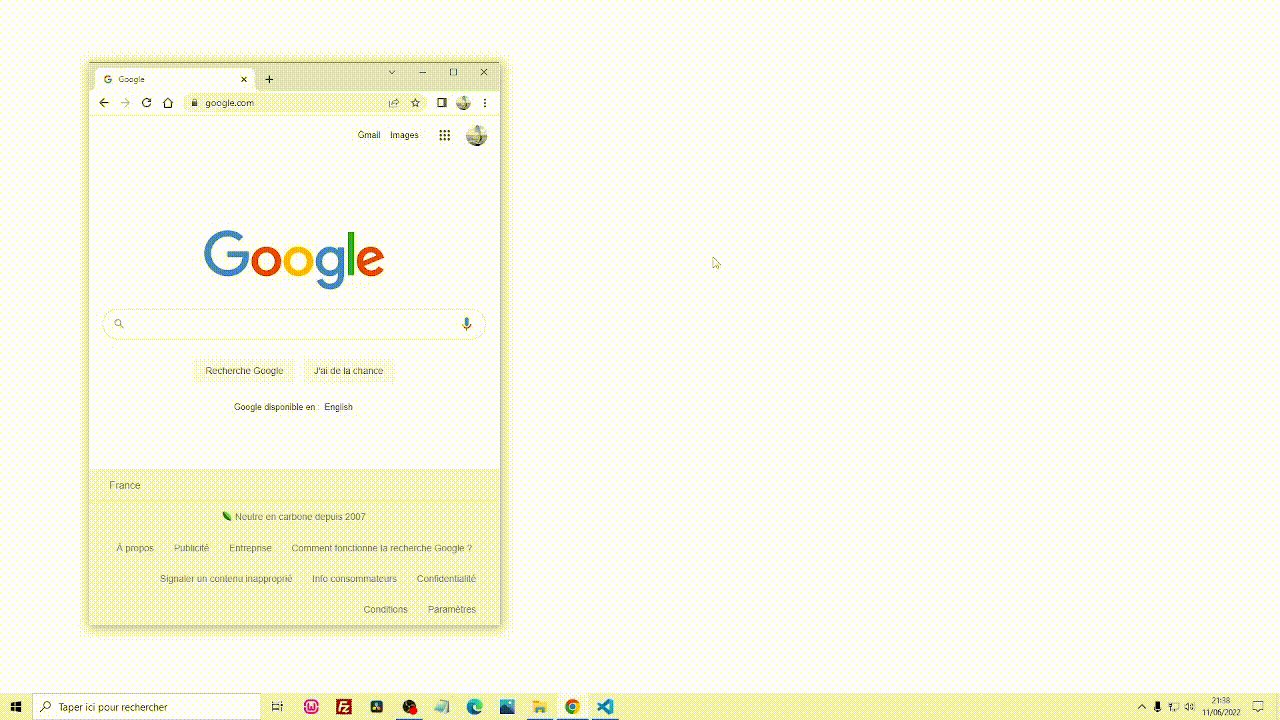 Google
google.com
Gmail Images
Google
Recherche Google J'ai de la chance
Google disponible en : English
France
Neutre en carbone depuis 2007
À propos Publicité Entreprise Comment fonctionne la recherche Google ?
Signaler un contenu inapproprié Info consommateurs Confidentialité
Conditions Paramètres
Taper ici pour rechercher
21:38
11/06/2022